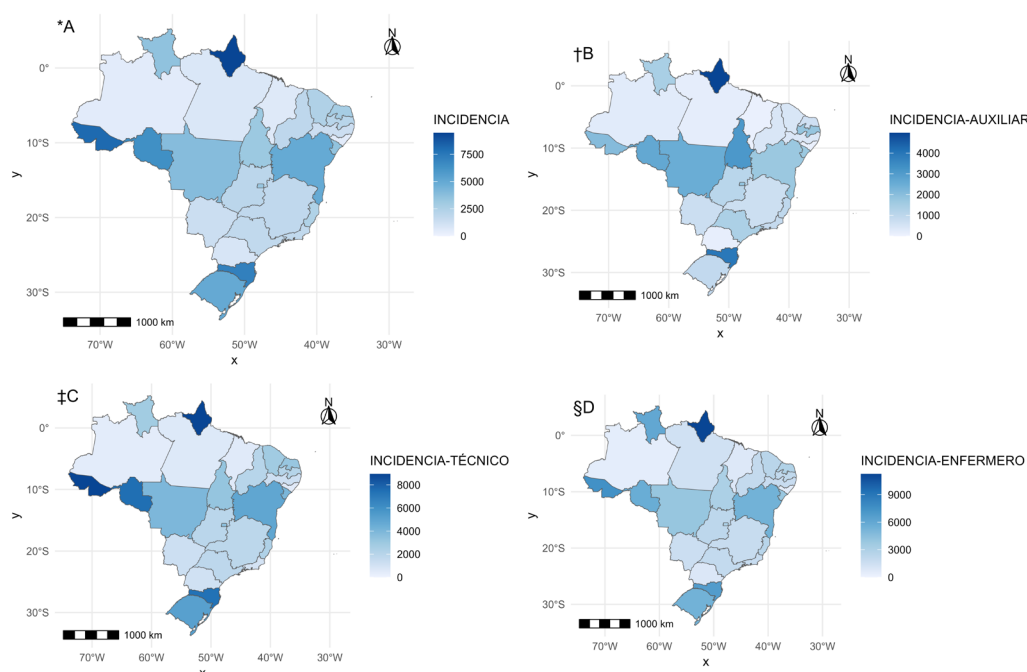 *A
N
0°
10°S
20°S
30°S
y
1000 km
70°W
60°W
50°W
40°W
30°W
x
INCIDENCIA
7500
5000
2500
0
†B
N
0°
10°S
20°S
30°S
y
1000 km
70°W
60°W
50°W
40°W
30°W
x
INCIDENCIA-AUXILIAR
4000
3000
2000
1000
0
‡C
N
0°
10°S
20°S
30°S
y
1000 km
70°W
60°W
50°W
40°W
30°W
x
INCIDENCIA-TÉCNICO
8000
6000
4000
2000
0
§D
N
0°
10°S
20°S
30°S
y
1000 km
70°W
60°W
50°W
40°W
30°W
x
INCIDENCIA-ENFERMERO
9000
6000
3000
0